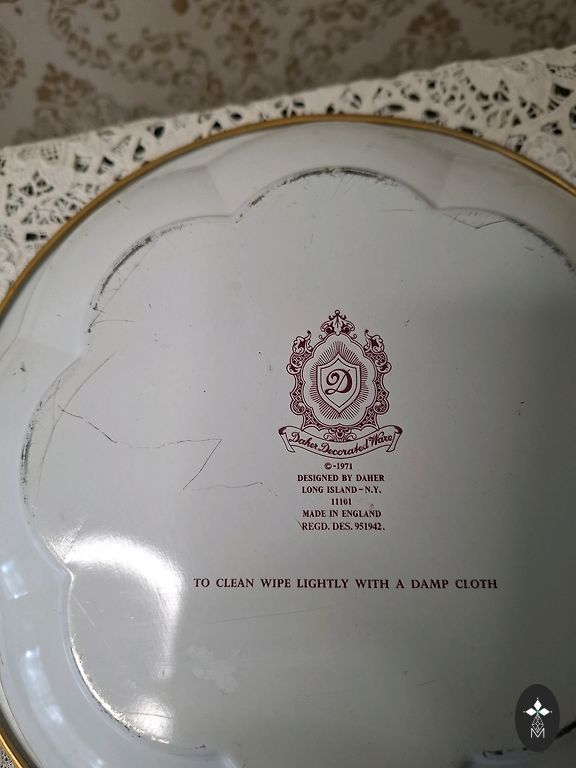 D
Daher Decorated Ware
©-1971
DESIGNED BY DAHER
LONG ISLAND-N.Y.
11101
MADE IN ENGLAND
REGD. DES. 951942.
TO CLEAN WIPE LIGHTLY WITH A DAMP CLOTH
M